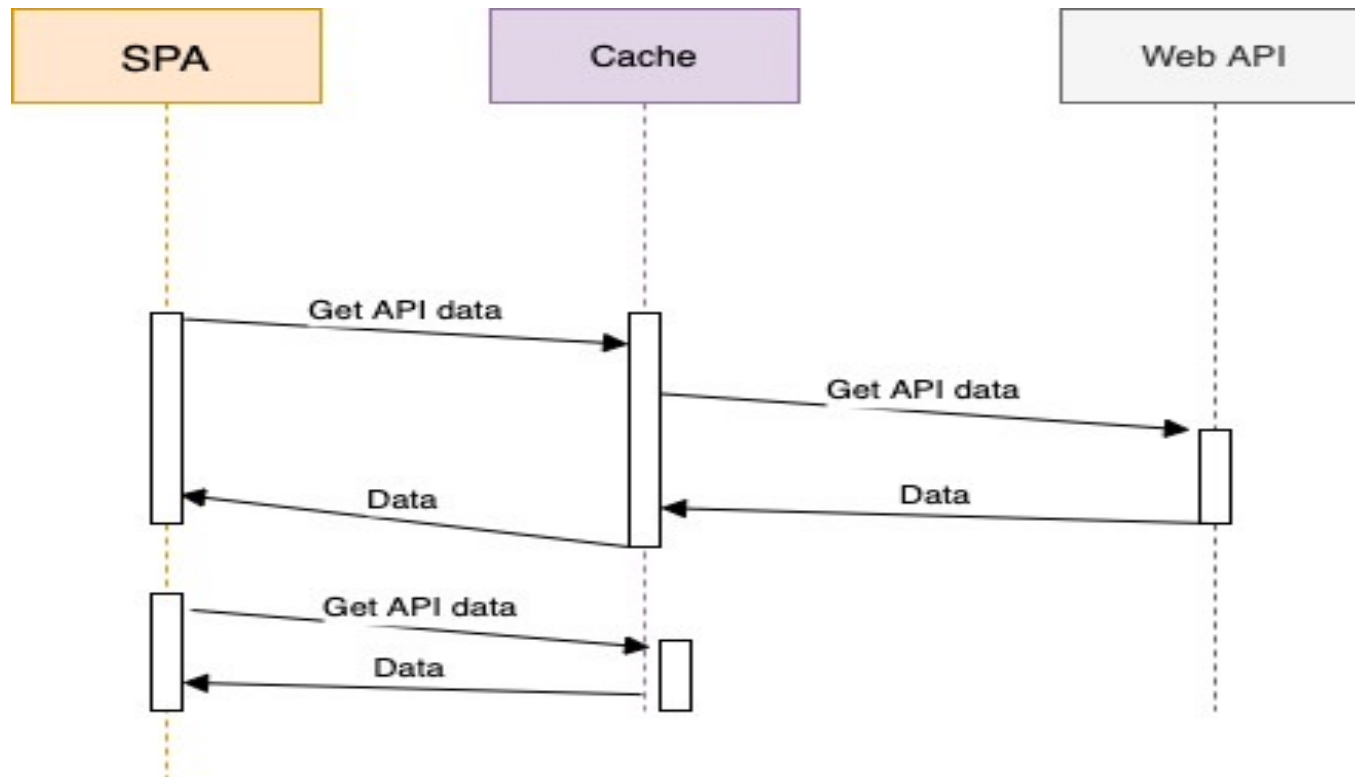 SPA
Cache
Web API
Get API data
Get API data
Data
Data
Get API data
Data